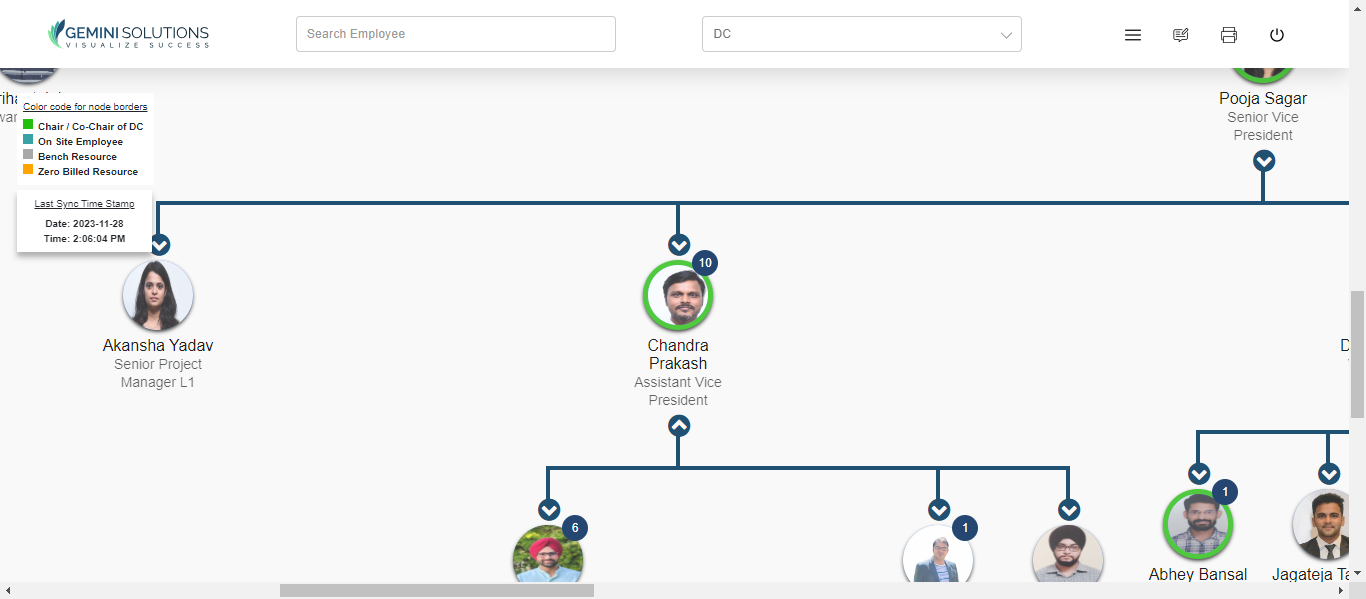 GEMINI SOLUTIONS
VISUALIZE SUCCESS
Search Employee
DC
Color code for node borders
Chair / Co-Chair of DC
On Site Employee
Bench Resource
Zero Billed Resource
Last Sync Time Stamp
Date: 2023-11-28
Time: 2:06:04 PM
Pooja Sagar
Senior Vice
President
Akansha Yadav
Senior Project
Manager L1
10
Chandra
Prakash
Assistant Vice
President
6
1
1
Abhey Bansal
Jagateja